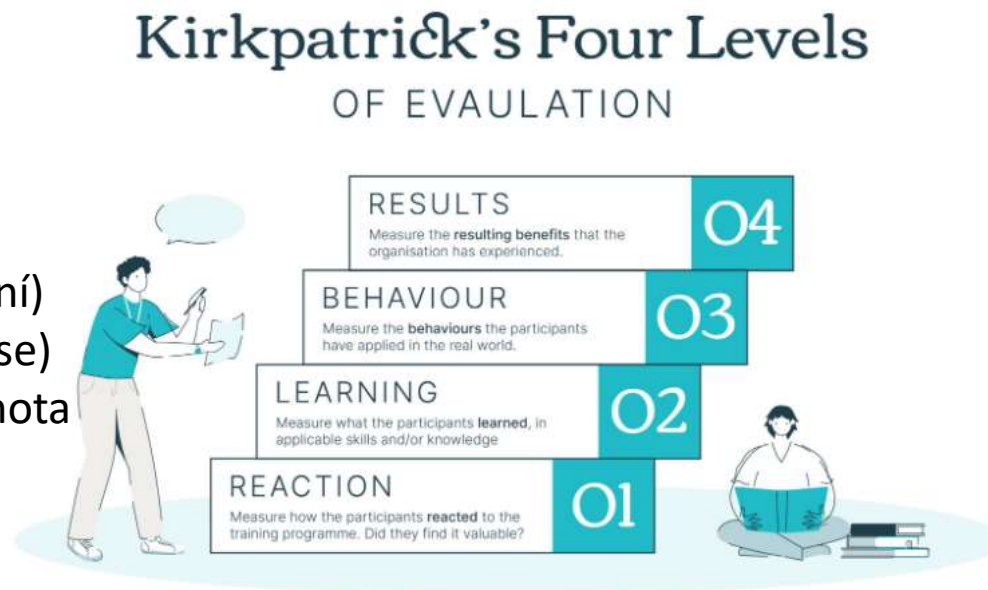 Kirkpatrick's Four Levels
OF EVAULATION
ní)
se)
nota
RESULTS
04
Measure the resulting benefits that the
organisation has experienced.
BEHAVIOUR
03
Measure the behaviours the participants
have applied in the real world.
LEARNING
02
Measure what the participants learned, in
applicable skills and/or knowledge
REACTION
01
Measure how the participants reacted to the
training programme. Did they find it valuable?